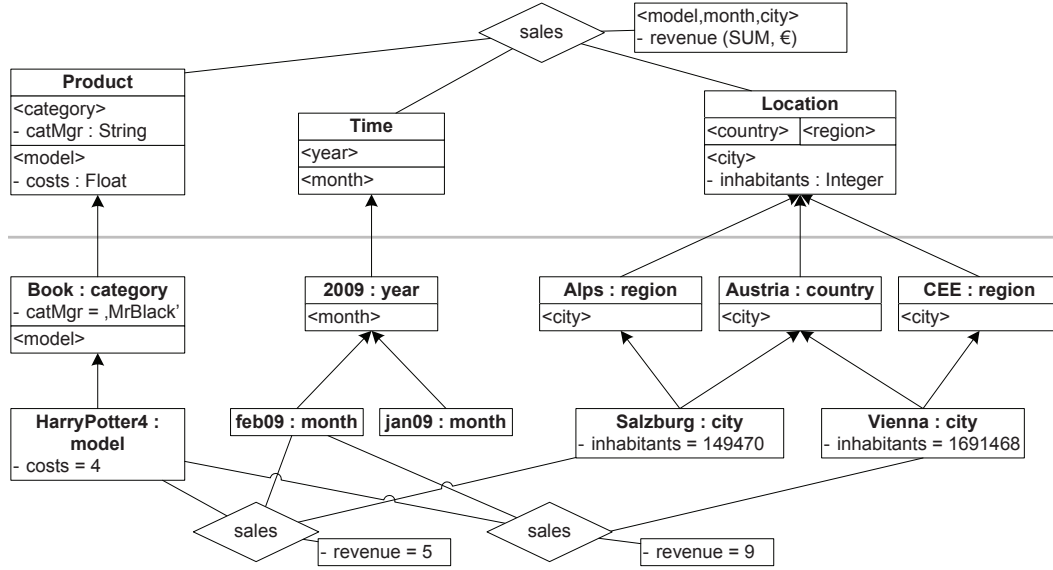 sales
<model,month,city>
- revenue (SUM, €)
Product
<category>
- catMgr : String
<model>
- costs : Float
Time
<year>
<month>
Location
<country> <region>
<city>
- inhabitants : Integer
Book : category
- catMgr = ‚MrBlack’
<model>
2009 : year
<month>
Alps : region
<city>
Austria : country
<city>
CEE : region
<city>
HarryPotter4 :
model
- costs = 4
feb09 : month
jan09 : month
Salzburg : city
- inhabitants = 149470
Vienna : city
- inhabitants = 1691468
sales
- revenue = 5
sales
- revenue = 9